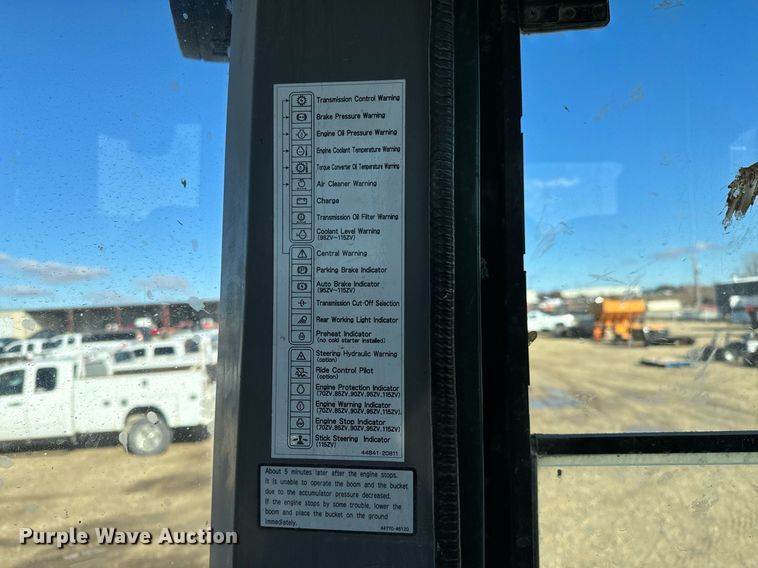 Transmission Control Warning
Brake Pressure Warning
Engine Oil Pressure Warning
Engine Coolant Temperature Warning
Torque Converter Oil Temperature Warning
Air Cleaner Warning
Charge
Transmission Oil Filter Warning
Coolant Level Warning
(95ZV~115ZV)
Central Warning
Parking Brake Indicator
Auto Brake Indicator
(95ZV~115ZV)
Transmission Cut-Off Selection
Rear Working Light Indicator
Preheat Indicator
(no cold starter installed)
Steering Hydraulic Warning
(option)
Ride Control Pilot
(option)
Engine Protection Indicator
(70ZV,85ZV,90ZV,95ZV,115ZV)
Engine Warning Indicator
(70ZV,85ZV,90ZV,95ZV,115ZV)
Engine Stop Indicator
(70ZV,85ZV,90ZV,95ZV,115ZV)
Stick Steering Indicator
(115ZV)
44841-20811
About 5 minutes later after the engine stops.
It is unable to operate the boom and the bucket
due to the accumulator pressure decreased.
If the engine stops by some trouble, lower the
boom and place the bucket on the ground
immediately.
44770-46120
Purple Wave Auction